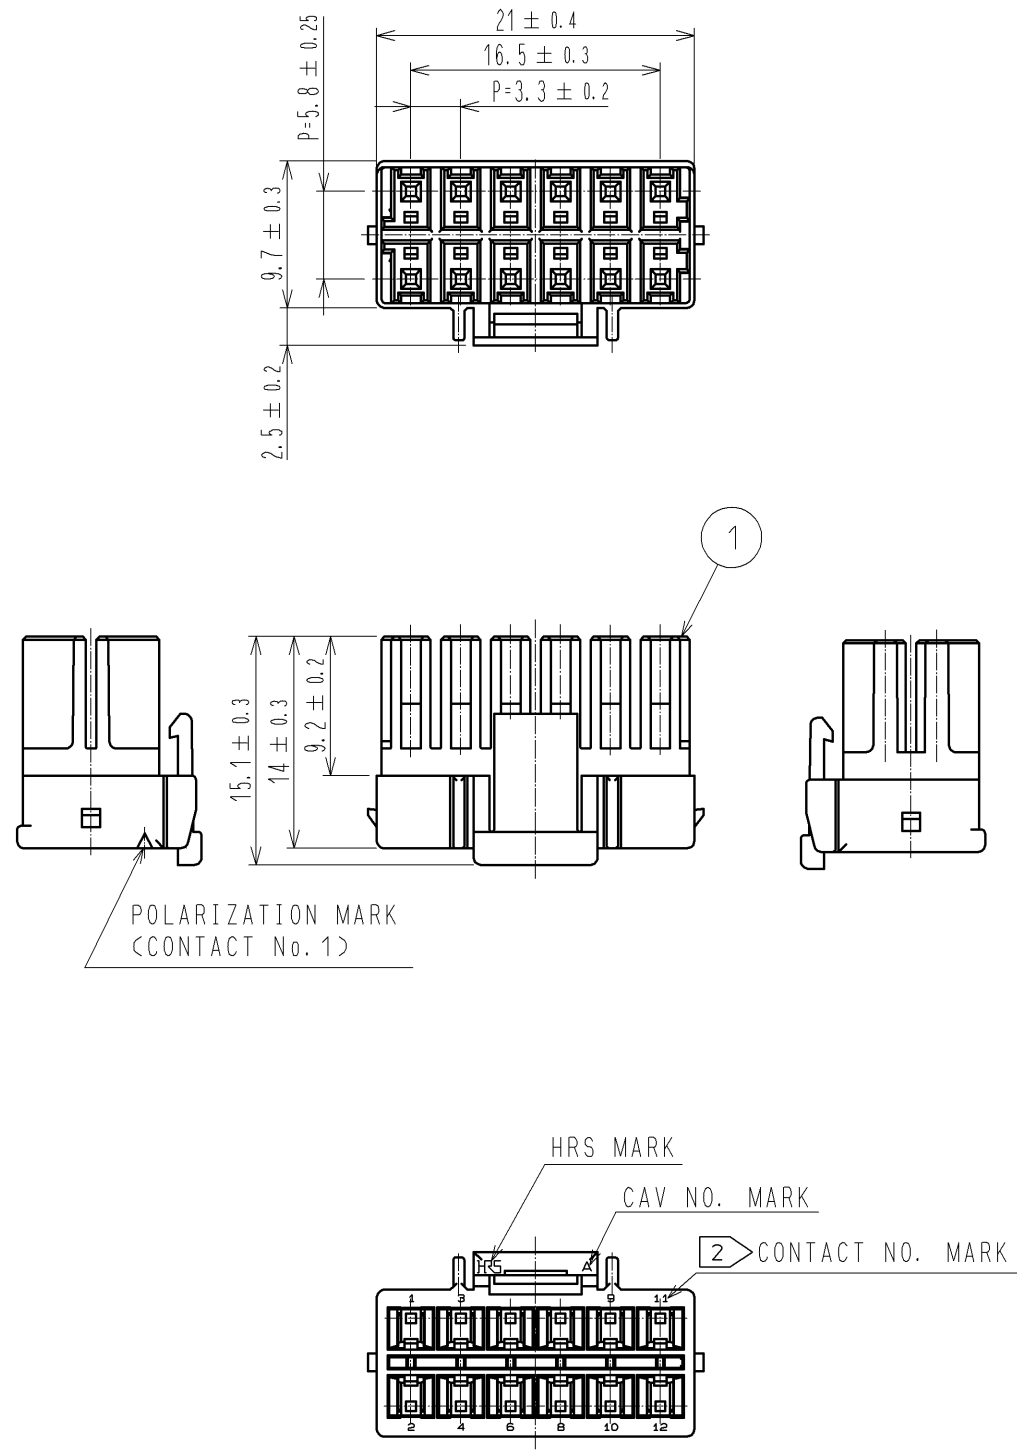 21 ± 0.4
16.5 ± 0.3
P=3.3 ± 0.2
P=5.8 ± 0.25
9.7 ± 0.3
2.5 ± 0.2
1
15.1 ± 0.3
14 ± 0.3
9.2 ± 0.2
POLARIZATION MARK
(CONTACT No.1)
HRS MARK
CAV NO. MARK
2 CONTACT NO. MARK
HRS A
1 3 9 11
2 4 6 8 10 12